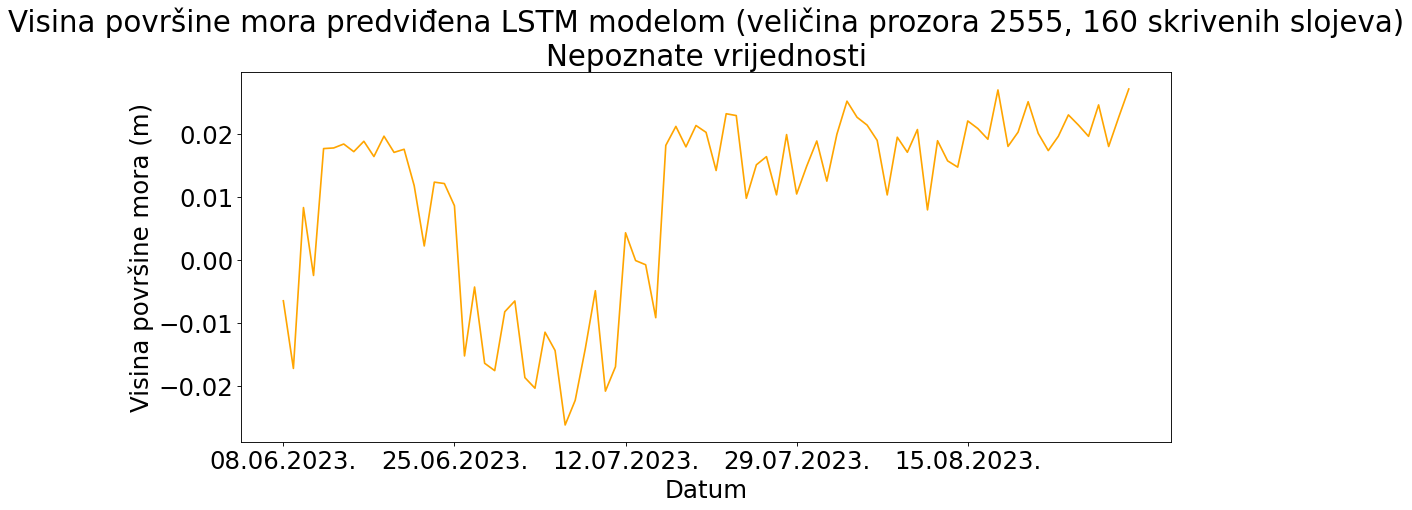 Visina površine mora predviđena LSTM modelom (veličina prozora 2555, 160 skrivenih slojeva)
Nepoznate vrijednosti
Visina površine mora (m)
0.02
0.01
0.00
−0.01
−0.02
08.06.2023. 25.06.2023. 12.07.2023. 29.07.2023. 15.08.2023.
Datum